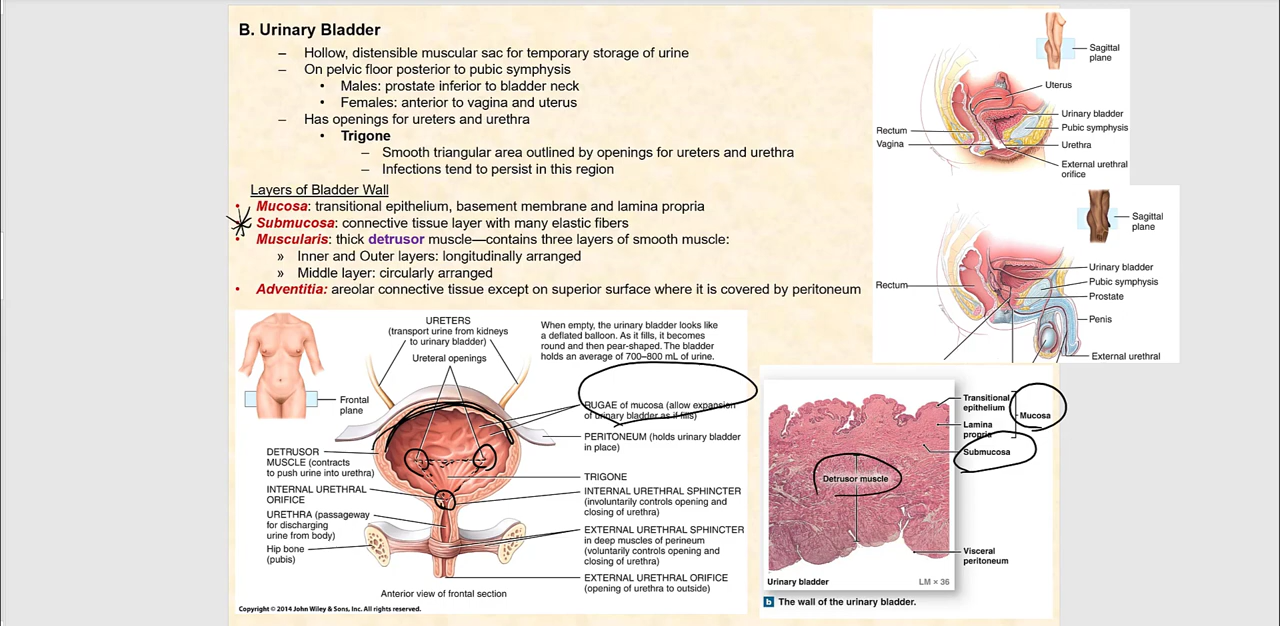 B. Urinary Bladder
– Hollow, distensible muscular sac for temporary storage of urine
– On pelvic floor posterior to pubic symphysis
• Males: prostate inferior to bladder neck
• Females: anterior to vagina and uterus
– Has openings for ureters and urethra
• Trigone
– Smooth triangular area outlined by openings for ureters and urethra
– Infections tend to persist in this region
Layers of Bladder Wall
• Mucosa: transitional epithelium, basement membrane and lamina propria
• Submucosa: connective tissue layer with many elastic fibers
• Muscularis: thick detrusor muscle—contains three layers of smooth muscle:
» Inner and Outer layers: longitudinally arranged
» Middle layer: circularly arranged
• Adventitia: areolar connective tissue except on superior surface where it is covered by peritoneum
Sagittal
plane
Uterus
Urinary bladder
Pubic symphysis
Rectum
Vagina
Urethra
External urethral
orifice
Sagittal
plane
Urinary bladder
Pubic symphysis
Rectum
Prostate
Penis
External urethral
Frontal
plane
URETERS
(transport urine from kidneys
to urinary bladder)
Ureteral openings
When empty, the urinary bladder looks like
a deflated balloon. As it fills, it becomes
round and then pear-shaped. The bladder
holds an average of 700–800 mL of urine.
RUGAE of mucosa (allow expansion
of urinary bladder as it fills)
PERITONEUM (holds urinary bladder
in place)
DETRUSOR
MUSCLE (contracts
to push urine into urethra)
TRIGONE
INTERNAL URETHRAL
ORIFICE
INTERNAL URETHRAL SPHINCTER
(involuntarily controls opening and
closing of urethra)
URETHRA (passageway
for discharging
urine from body)
EXTERNAL URETHRAL SPHINCTER
in deep muscles of perineum
(voluntarily controls opening and
closing of urethra)
Hip bone
(pubis)
EXTERNAL URETHRAL ORIFICE
(opening of urethra to outside)
Anterior view of frontal section
Copyright © 2014 John Wiley & Sons, Inc. All rights reserved.
Transitional
epithelium
Mucosa
Lamina
propria
Submucosa
Detrusor muscle
Visceral
peritoneum
Urinary bladder
LM × 36
b The wall of the urinary bladder.